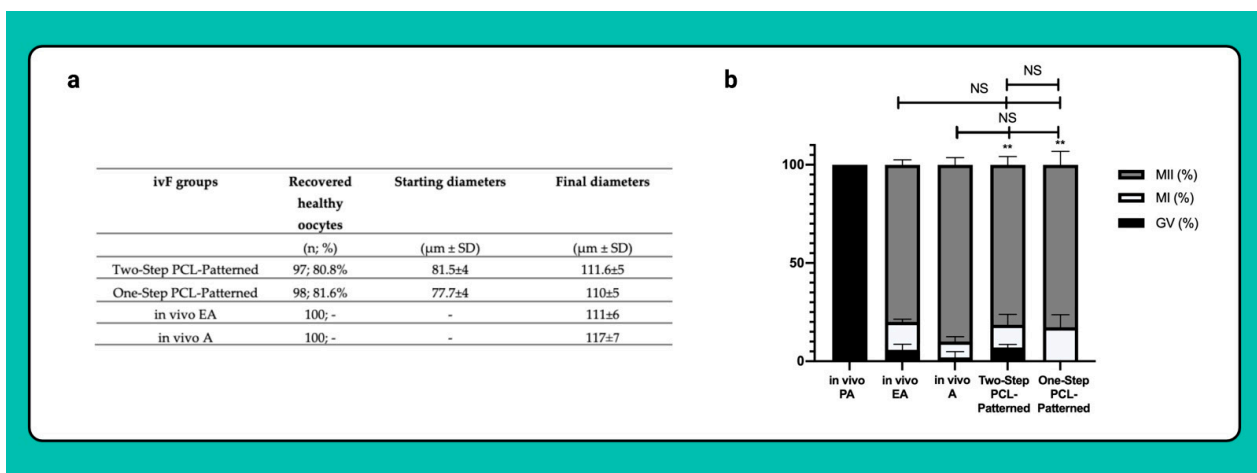 a
ivF groups Recovered Starting diameters Final diameters
healthy
oocytes
(n; %) (µm ± SD) (µm ± SD)
Two-Step PCL-Patterned 97; 80.8% 81.5±4 111.6±5
One-Step PCL-Patterned 98; 81.6% 77.7±4 110±5
in vivo EA 100; - - 111±6
in vivo A 100; - - 117±7
b
NS
NS
NS
** **
100
50
0
in vivo in vivo in vivo Two-Step One-Step
PA EA A PCL- PCL-
Patterned Patterned
MII (%)
MI (%)
GV (%)